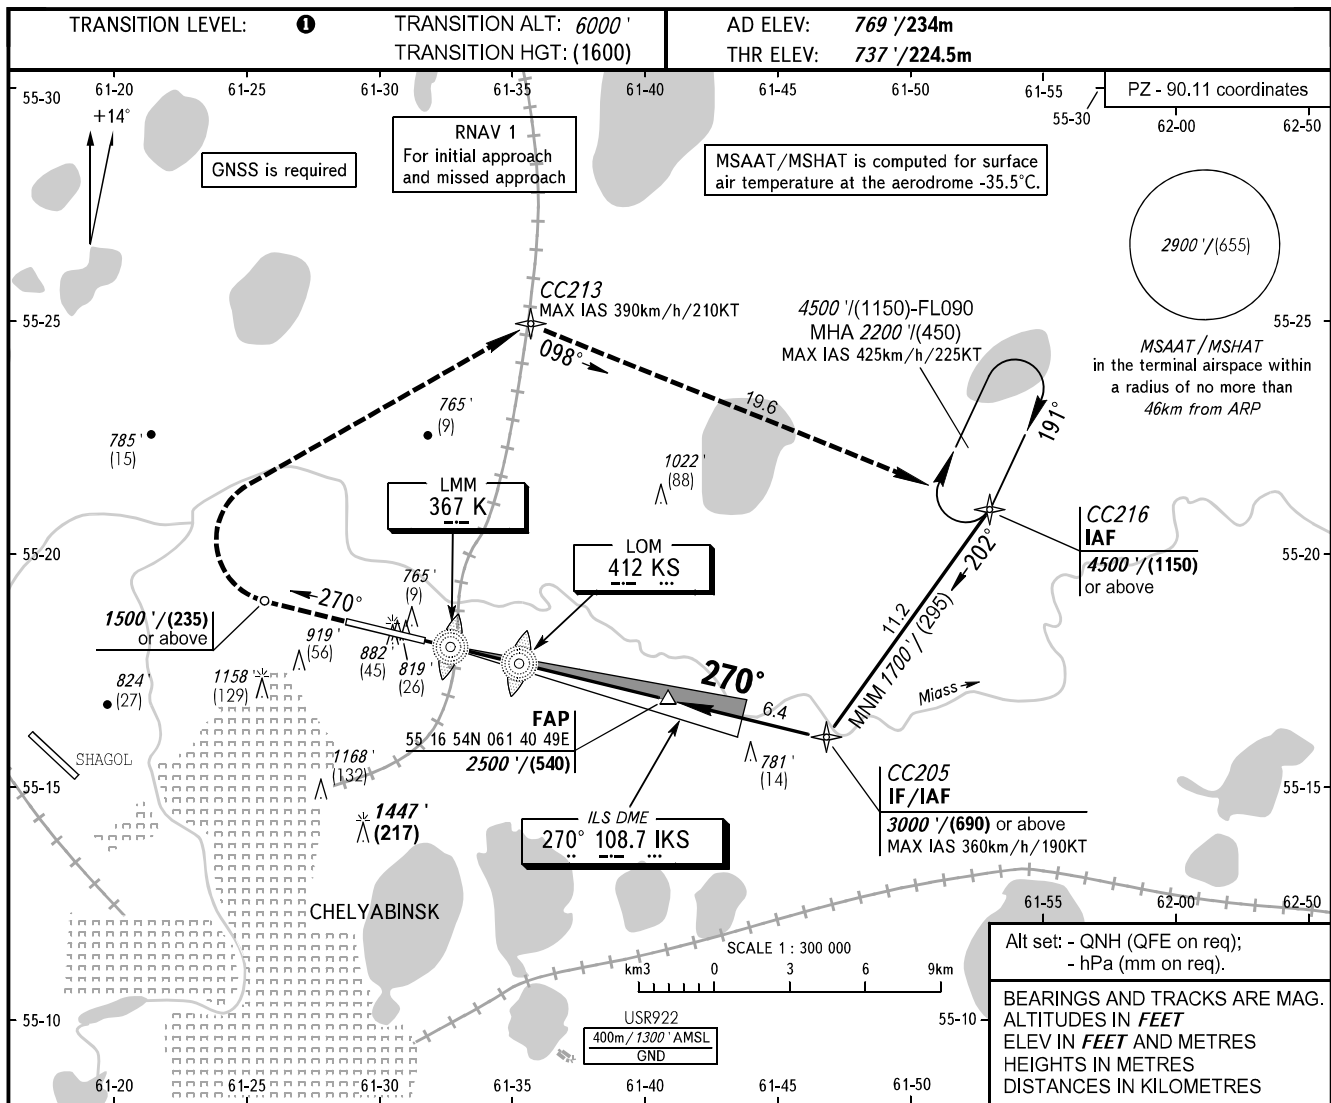 TRANSITION LEVEL: 1 TRANSITION ALT: 6000 '
TRANSITION HGT: (1600)
AD ELEV: 769 '/234m
THR ELEV: 737 '/224.5m
55-30 61-20 61-25 61-30 61-35 61-40 61-45 61-50 61-55
PZ - 90.11 coordinates
55-30 62-00 62-50
+14°
GNSS is required
RNAV 1
For initial approach
and missed approach
MSAAT/MSHAT is computed for surface
air temperature at the aerodrome -35.5°C.
2900 '/(655)
MSAAT/MSHAT
in the terminal airspace within
a radius of no more than
46km from ARP
55-25
55-25
CC213
MAX IAS 390km/h/210KT
098°
19.6
4500 '/(1150)-FL090
MHA 2200 '/(450)
MAX IAS 425km/h/225KT
191°
785 '
(15)
765 '
(9)
1022 '
(88)
LMM
367 K
LOM
412 KS
CC216
IAF
4500 '/(1150)
or above
55-20
55-20
202°
11.2
MNM 1700 '/(295)
765 '
(9)
270°
1500 '/(235)
or above
919 '
(56)
882 '
(45)
819 '
(26)
1158 '
(129)
824 '
(27)
270°
6.4
Miass
FAP
55 16 54N 061 40 49E
2500 '/(540)
SHAGOL
1168 '
(132)
781 '
(14)
55-15
55-15
CC205
IF/IAF
3000 '/(690) or above
MAX IAS 360km/h/190KT
1447 '
(217)
ILS DME
270° 108.7 IKS
CHELYABINSK
61-55 62-00 62-50
SCALE 1 : 300 000
km3 0 3 6 9km
USR922
400m/1300 ' AMSL
GND
55-10
55-10
61-20 61-25 61-30 61-35 61-40 61-45 61-50
Alt set: - QNH (QFE on req);
- hPa (mm on req).
BEARINGS AND TRACKS ARE MAG.
ALTITUDES IN FEET
ELEV IN FEET AND METRES
HEIGHTS IN METRES
DISTANCES IN KILOMETRES